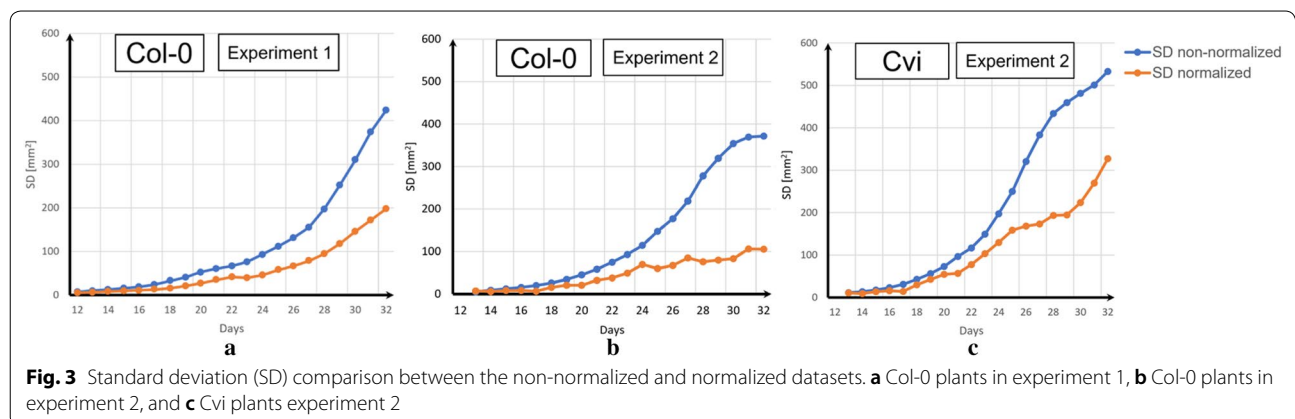 Col-0
Experiment 1
600
500
400
300
200
100
0
SD [mm²]
12 14 16 18 20 22 24 26 28 30 32
Days
a
Col-0
Experiment 2
600
500
400
300
200
100
0
SD [mm²]
12 14 16 18 20 22 24 26 28 30 32
Days
b
Cvi
Experiment 2
600
500
400
300
200
100
0
SD [mm²]
12 14 16 18 20 22 24 26 28 30 32
Days
c
SD non-normalized
SD normalized
Fig. 3 Standard deviation (SD) comparison between the non-normalized and normalized datasets. a Col-0 plants in experiment 1, b Col-0 plants in
experiment 2, and c Cvi plants experiment 2